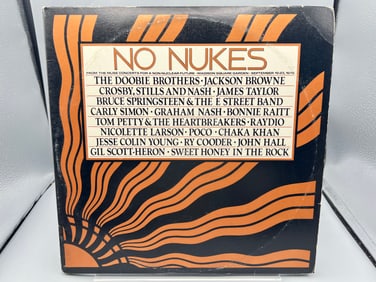 NO NUKES
FROM THE MUSE CONCERTS FOR A NON-NUCLEAR FUTURE · MADISON SQUARE GARDEN · SEPTEMBER 19-23, 1979
THE DOOBIE BROTHERS · JACKSON BROWNE
CROSBY, STILLS AND NASH · JAMES TAYLOR
BRUCE SPRINGSTEEN & THE E STREET BAND
CARLY SIMON · GRAHAM NASH · BONNIE RAITT
TOM PETTY & THE HEARTBREAKERS · RAYDIO
NICOLETTE LARSON · POCO · CHAKA KHAN
JESSE COLIN YOUNG · RY COODER · JOHN HALL
GIL SCOTT-HERON · SWEET HONEY IN THE ROCK